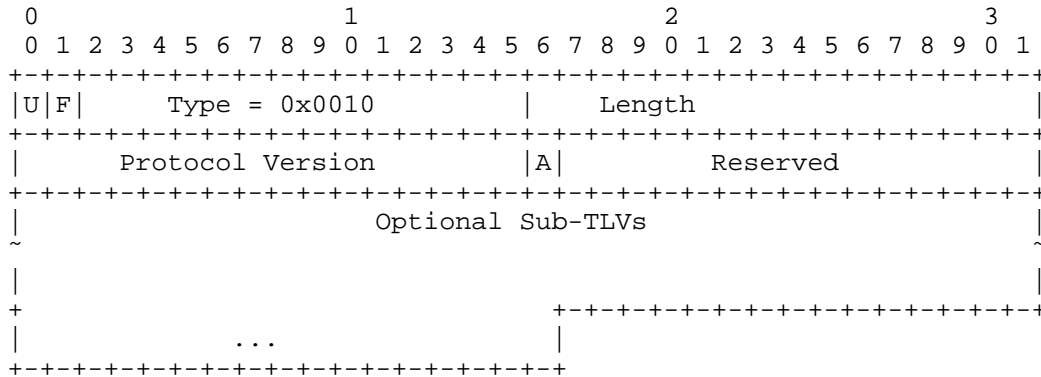 0                   1                   2                   3
 0 1 2 3 4 5 6 7 8 9 0 1 2 3 4 5 6 7 8 9 0 1 2 3 4 5 6 7 8 9 0 1
+-+-+-+-+-+-+-+-+-+-+-+-+-+-+-+-+-+-+-+-+-+-+-+-+-+-+-+-+-+-+-+-+
|U|F|     Type = 0x0010         |    Length                     |
+-+-+-+-+-+-+-+-+-+-+-+-+-+-+-+-+-+-+-+-+-+-+-+-+-+-+-+-+-+-+-+-+
|      Protocol Version         |A|         Reserved            |
+-+-+-+-+-+-+-+-+-+-+-+-+-+-+-+-+-+-+-+-+-+-+-+-+-+-+-+-+-+-+-+-+
|                      Optional Sub-TLVs                        |
~                                                               ~
|                                                               |
+                                 +-+-+-+-+-+-+-+-+-+-+-+-+-+-+-+
|             ...                 |
+-+-+-+-+-+-+-+-+-+-+-+-+-+-+-+-+-+